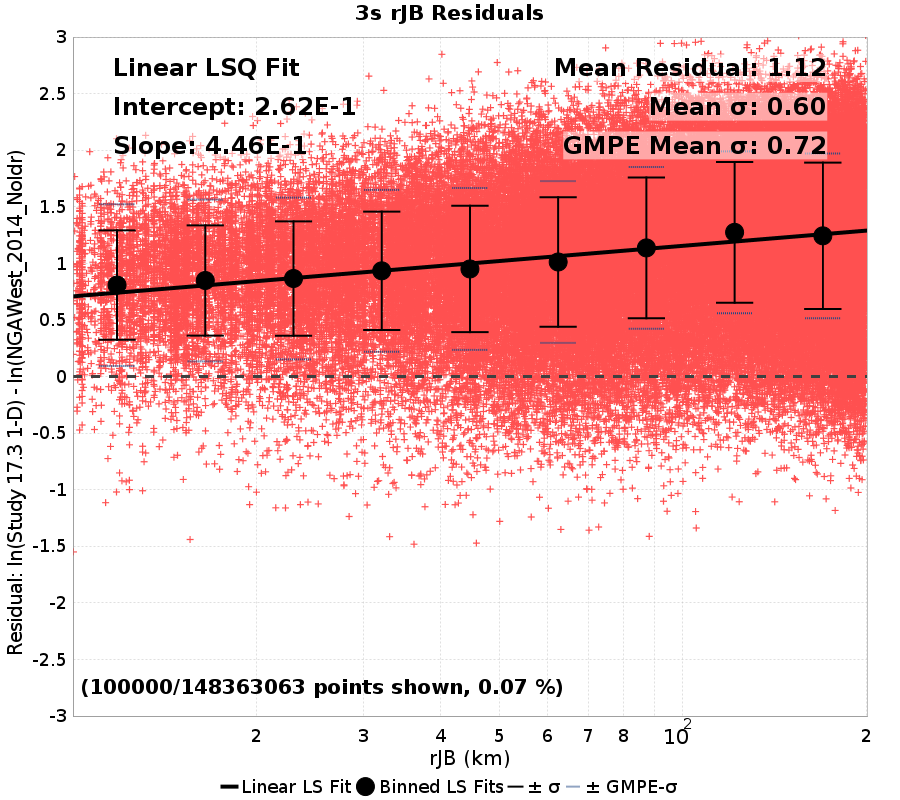 3s rJB Residuals
Linear LSQ Fit
Intercept: 2.62E-1
Slope: 4.46E-1
Mean Residual: 1.12
Mean σ: 0.60
GMPE Mean σ: 0.72
Residual: ln(Study 17.3 1-D) - ln(NGAWest_2014_NoIdr)
3
2.5
2
1.5
1
0.5
0
-0.5
-1
-1.5
-2
-2.5
-3
(100000/148363063 points shown, 0.07 %)
2 3 4 5 6 7 8 10² 2
rJB (km)
Linear LS Fit Binned LS Fits ± σ ± GMPE-σ